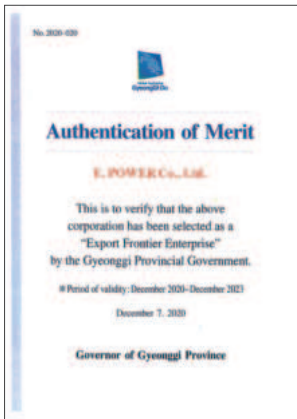 No. 2020-020
GyeonggiDo
Authentication of Merit
E. POWER Co., Ltd.
This is to verify that the above
corporation has been selected as a
"Export Frontier Enterprise"
by the Gyeonggi Provincial Government.
※Period of validity: December 2020~December 2023
December 7, 2020
Governor of Gyeonggi Province